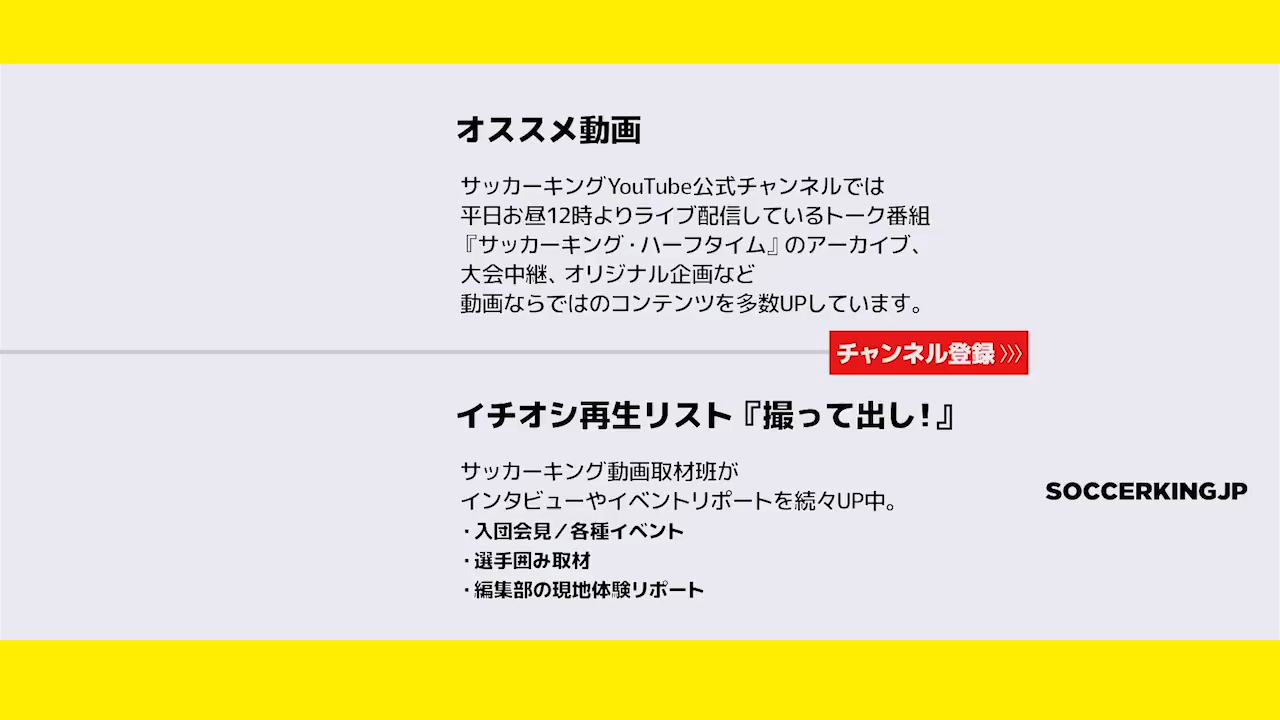 オススメ動画
サッカーキングYouTube公式チャンネルでは
平日お昼12時よりライブ配信しているトーク番組
『サッカーキング・ハーフタイム』のアーカイブ、
大会中継、オリジナル企画など
動画ならではのコンテンツを多数UPしています。
チャンネル登録 》〉
イチオシ再生リスト『撮って出し!』
サッカーキング動画取材班が
インタビューやイベントリポートを続々UP中。
・入団会見／各種イベント
・選手囲み取材
・編集部の現地体験リポート
SOCCERKINGJP